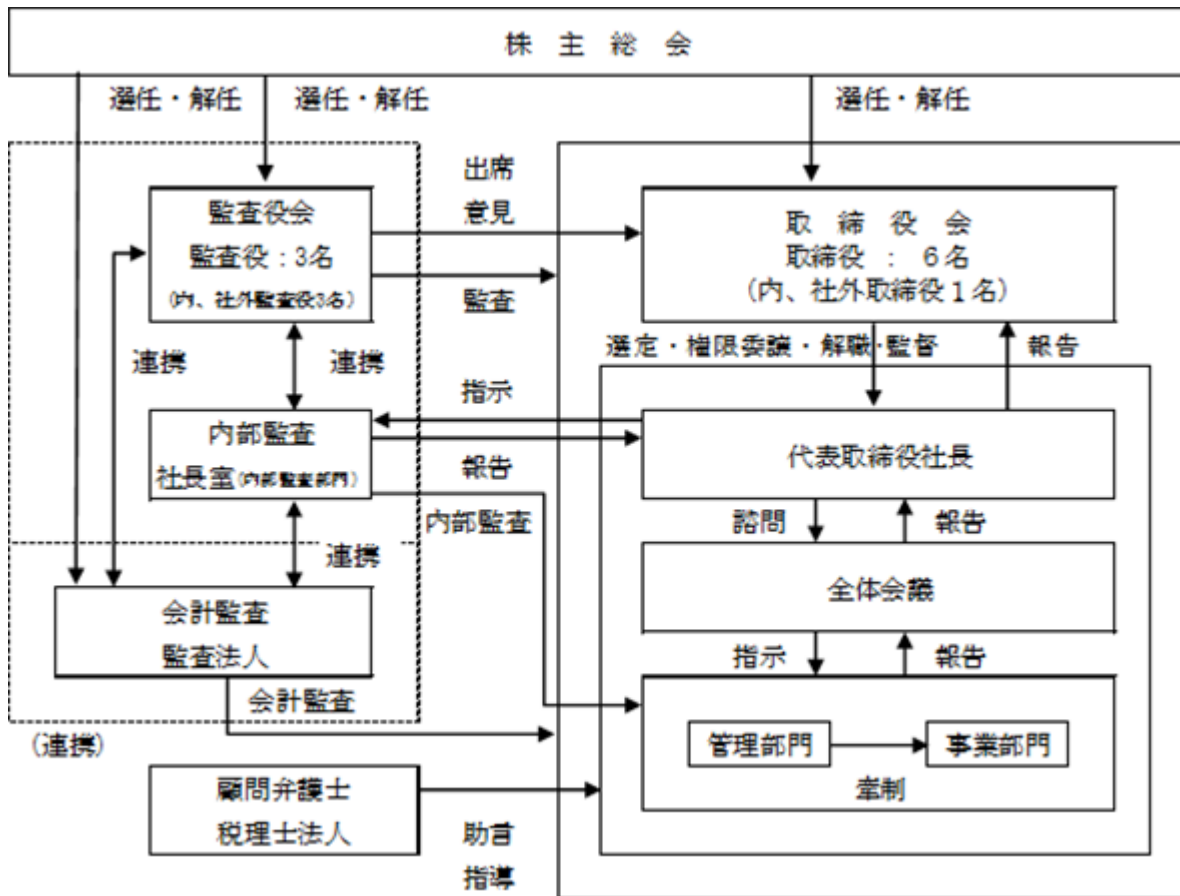 株 主 総 会
選任・解任
選任・解任
選任・解任
出席
意見
監査役会
監査役:3名
(内、社外監査役3名)
取 締 役 会
取締役 : 6名
(内、社外取締役1名)
監査
選定・権限委譲・解職・監督
報告
連携
連携
指示
内部監査
社長室(内部監査部門)
報告
代表取締役社長
内部監査
諮問
報告
連携
全体会議
会計監査
監査法人
指示
報告
会計監査
(連携)
管理部門
事業部門
牽制
顧問弁護士
税理士法人
助言
指導